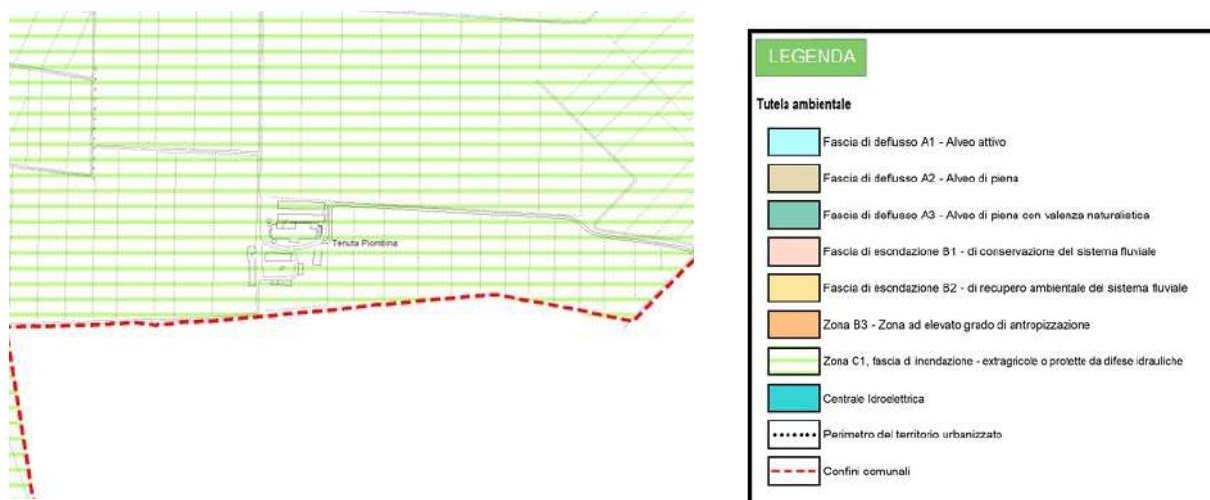 Tenuta Piombina
LEGENDA
Tutela ambientale
Fascia di deflusso A1 - Alveo attivo
Fascia di deflusso A2 - Alveo di piena
Fascia di deflusso A3 - Alveo di piena con valenza naturalistica
Fascia di esondazione B1 - di conservazione del sistema fluviale
Fascia di esondazione B2 - di recupero ambientale del sistema fluviale
Zona B3 - Zona ad elevato grado di antropizzazione
Zona C1, fascia di inondazione - extragricole o protette da difese idrauliche
Centrale Idroelettrica
Perimetro del territorio urbanizzato
Confini comunali